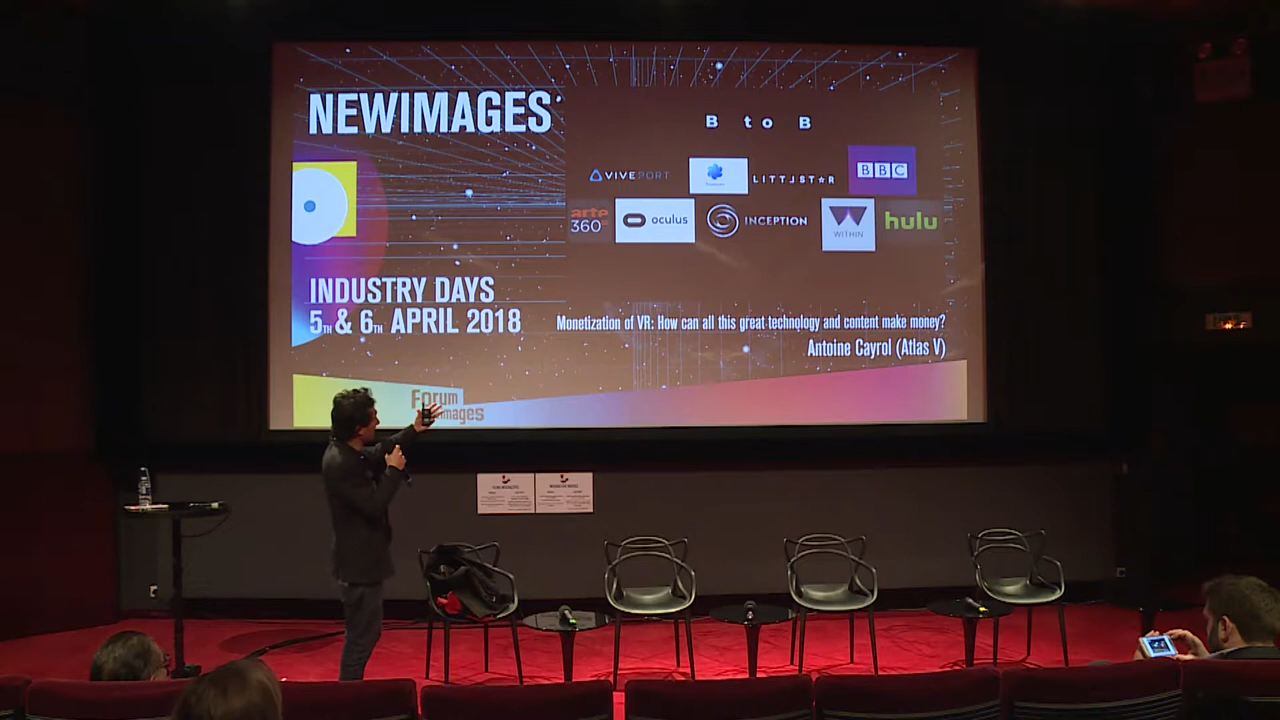 NEWIMAGES
B to B
VIVEPORT
LITTLSTAR
BBC
arte
360
oculus
INCEPTION
WITHIN
hulu
INDUSTRY DAYS
5TH & 6TH APRIL 2018
Monetization of VR: How can all this great technology and content make money?
Antoine Cayrol (Atlas V)
Forum
images